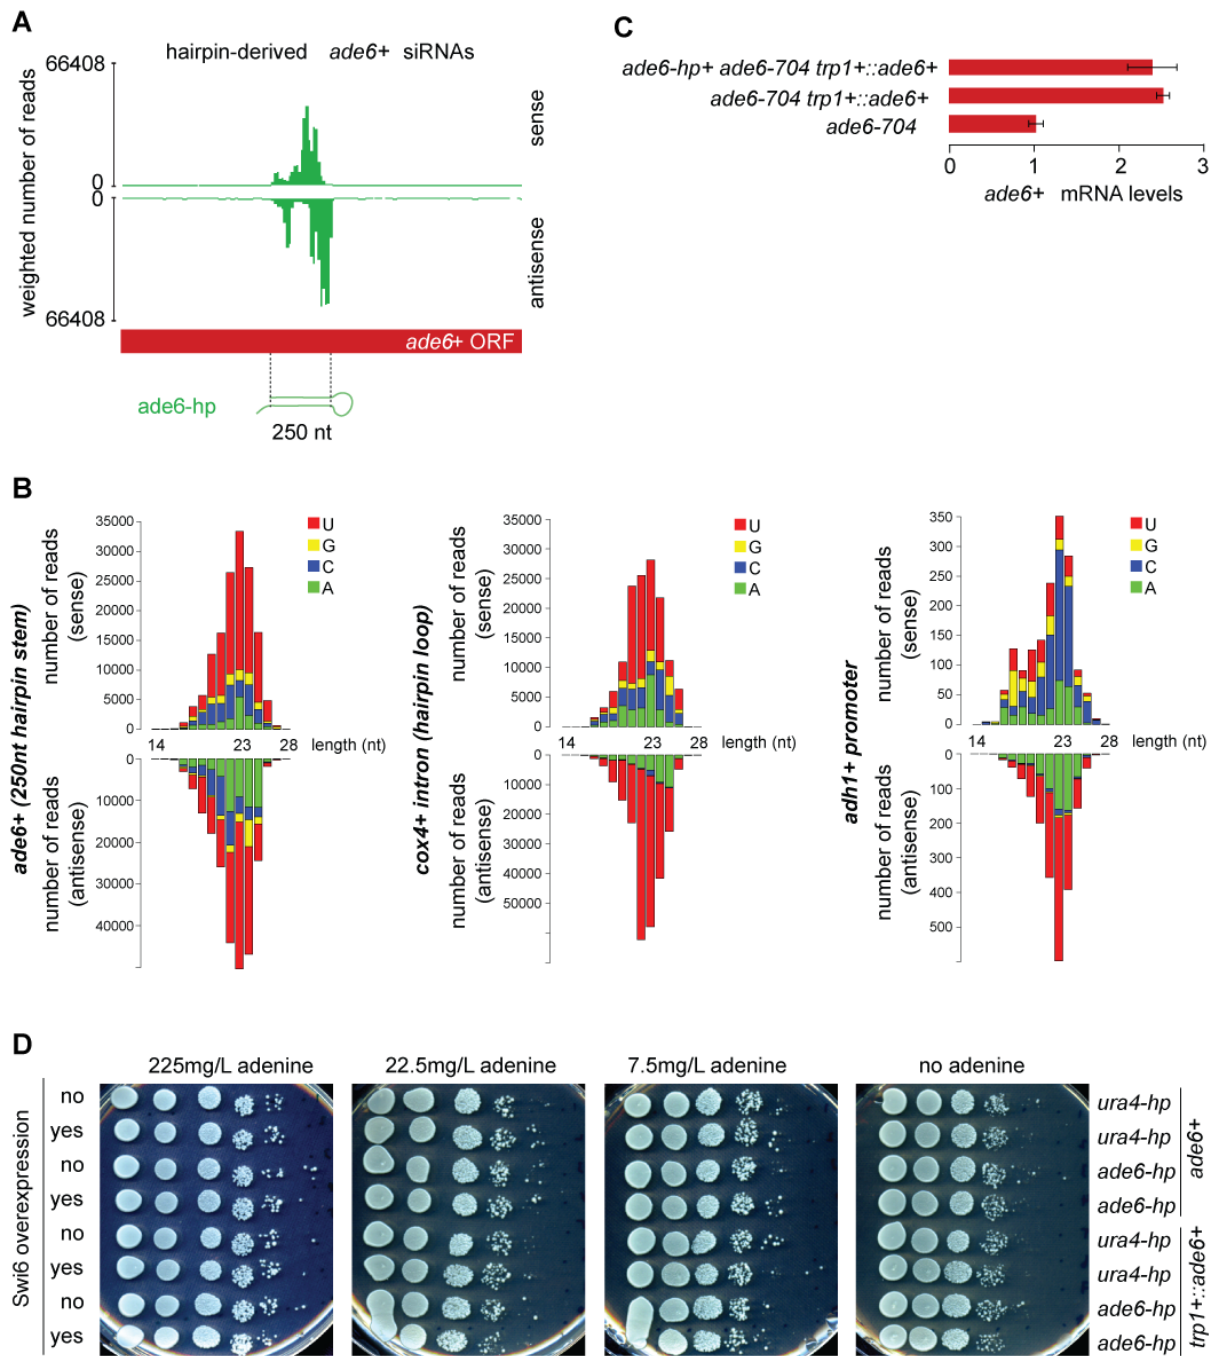 A
hairpin-derived ade6+ siRNAs
66408
0
0
66408
weighted number of reads
sense
antisense
ade6+ ORF
ade6-hp
250 nt
C
ade6-hp+ ade6-704 trp1+::ade6+
ade6-704 trp1+::ade6+
ade6-704
0 1 2 3
ade6+ mRNA levels
B
ade6+ (250nt hairpin stem)
number of reads
(sense)
35000
30000
25000
20000
15000
10000
5000
0
U
G
C
A
14 23 28 length (nt)
number of reads
(antisense)
0
10000
20000
30000
40000
cox4+ intron (hairpin loop)
number of reads
(sense)
35000
30000
25000
20000
15000
10000
5000
0
U
G
C
A
14 23 28 length (nt)
number of reads
(antisense)
0
10000
20000
30000
40000
50000
adh1+ promoter
number of reads
(sense)
350
300
250
200
150
100
50
0
U
G
C
A
14 23 28 length (nt)
number of reads
(antisense)
0
100
200
300
400
500
D
225mg/L adenine 22.5mg/L adenine 7.5mg/L adenine no adenine
Swi6 overexpression
no ura4-hp
yes ura4-hp
no ade6-hp
yes ade6-hp
ade6+
no ura4-hp
yes ura4-hp
no ade6-hp
yes ade6-hp
trp1+::ade6+